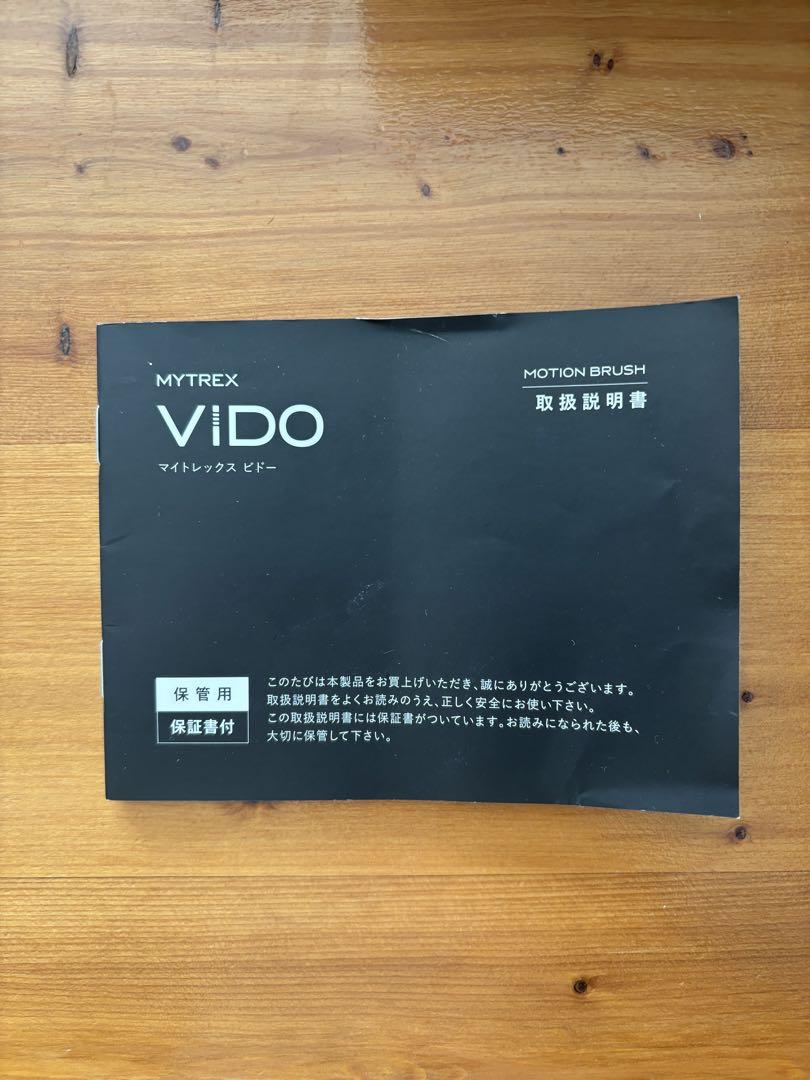 MYTREX
ViDO
マイトレックス ビドー
MOTION BRUSH
取扱説明書
保管用
保証書付
このたびは本製品をお買上げいただき、誠にありがとうございます。
取扱説明書をよくお読みのうえ、正しく安全にお使い下さい。
この取扱説明書には保証書がついています。お読みになられた後も、
大切に保管して下さい。